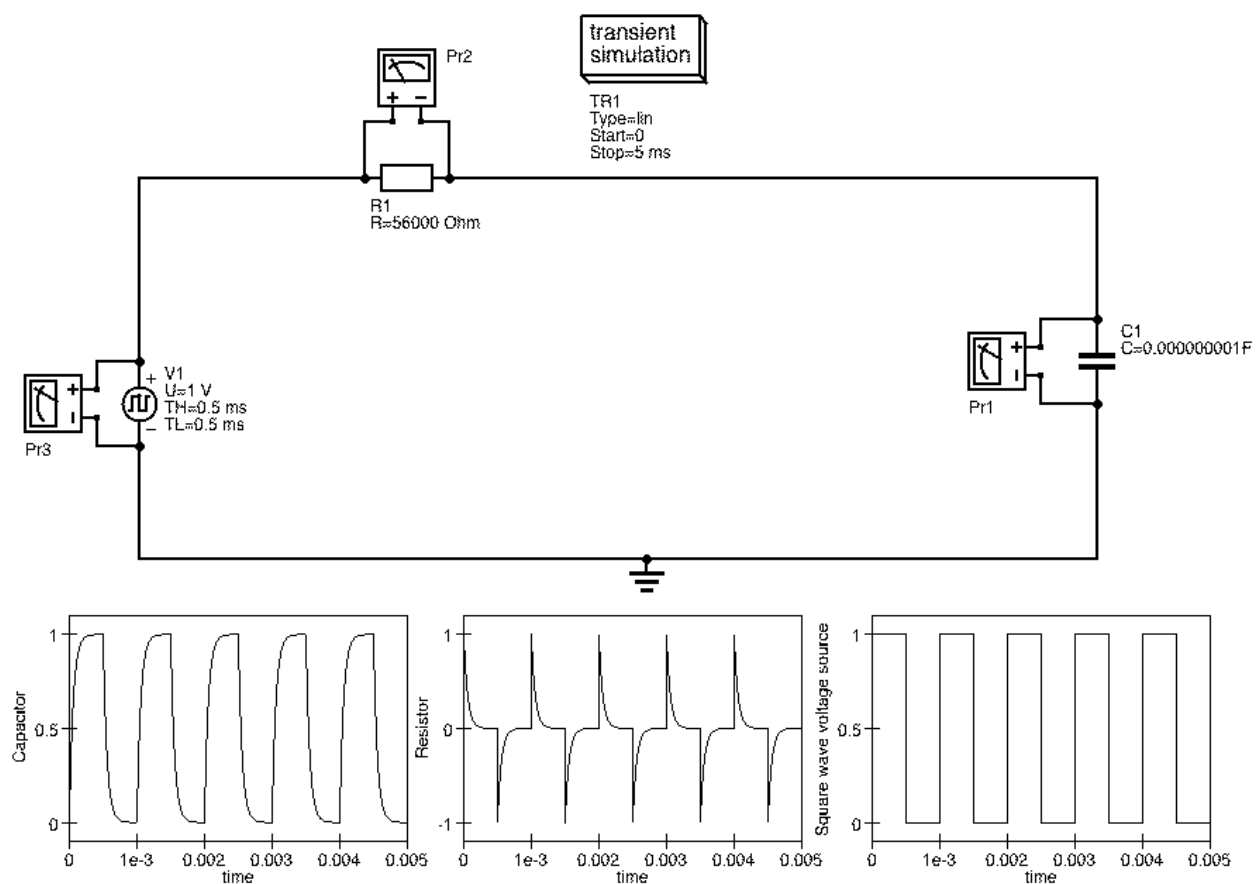 transient
simulation
TR1
Type=lin
Start=0
Stop=5 ms
Pr2
+ −
R1
R=56000 Ohm
Pr3
+
−
+
−
V1
U=1 V
TH=0.5 ms
TL=0.5 ms
Pr1
+
−
C1
C=0.000000001F
Capacitor
1
0.5
0
0 1e-3 0.002 0.003 0.004 0.005
time
Resistor
1
0
-1
0 1e-3 0.002 0.003 0.004 0.005
time
Square wave voltage source
1
0.5
0
0 1e-3 0.002 0.003 0.004 0.005
time